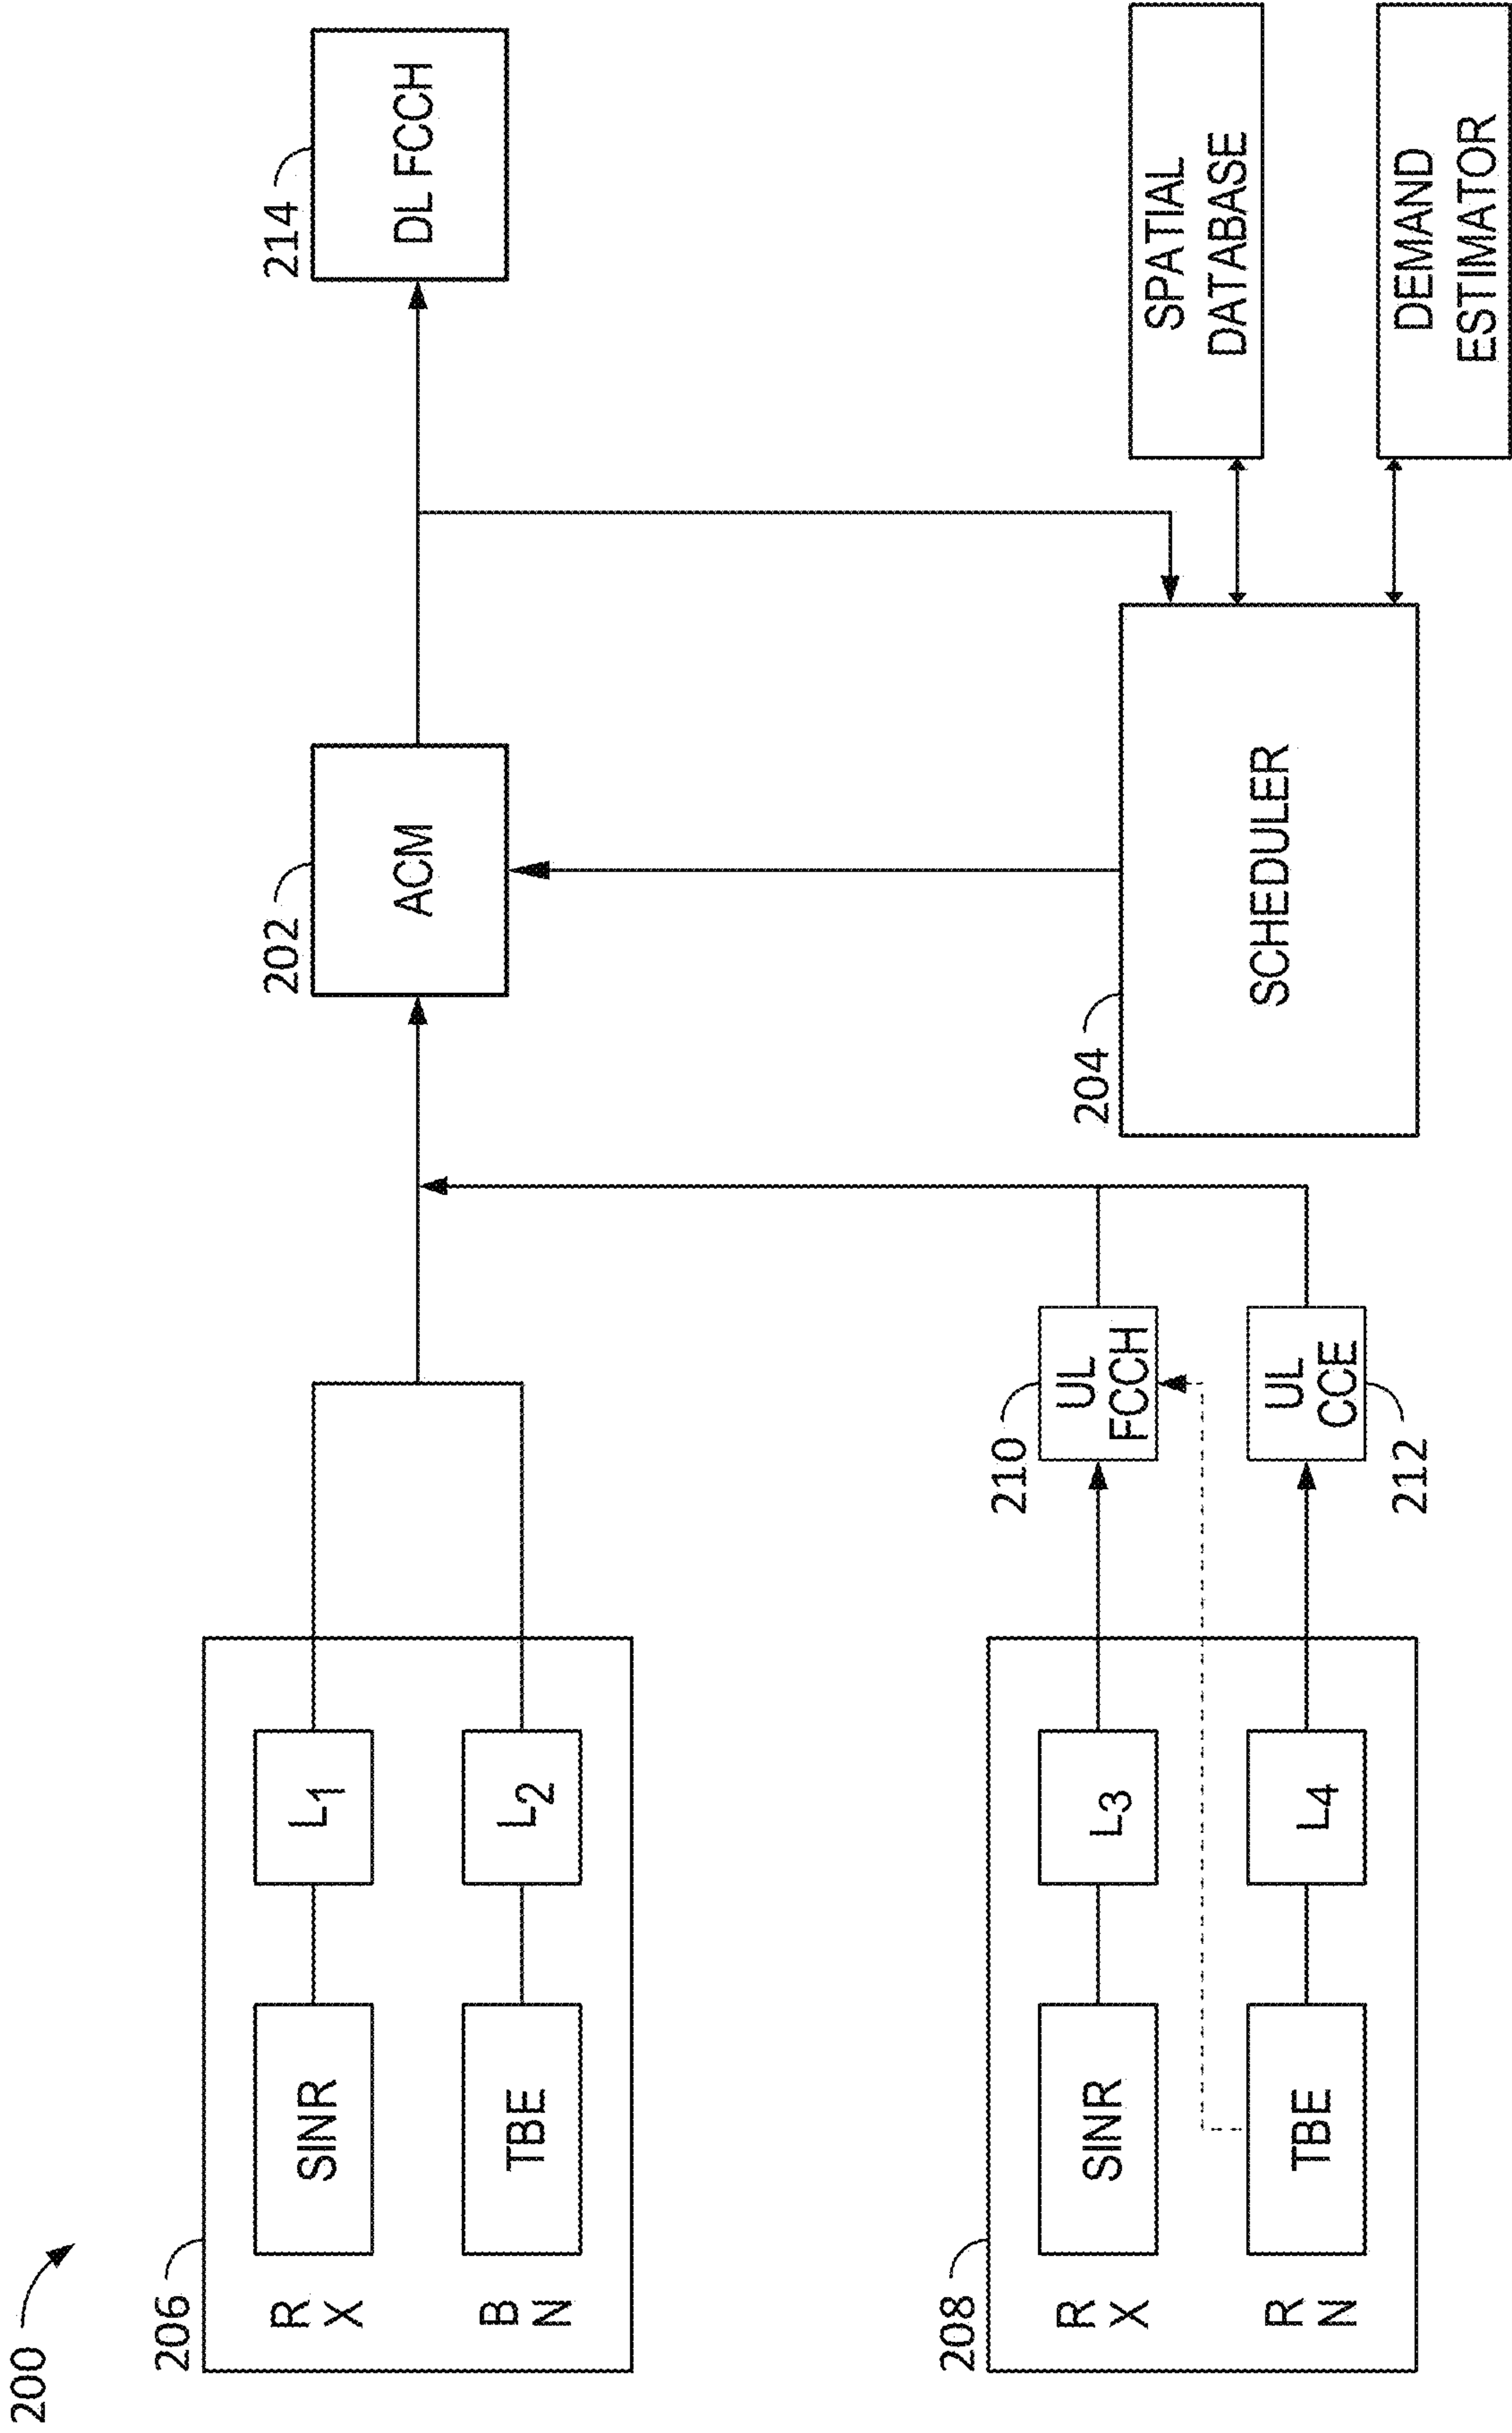 200
206
R
X
SINR
L1
B
N
TBE
L2
208
R
X
SINR
L3
R
N
TBE
L4
210
UL
FCCH
UL
CCE
212
202
ACM
204
SCHEDULER
214
DL FCCH
SPATIAL
DATABASE
DEMAND
ESTIMATOR